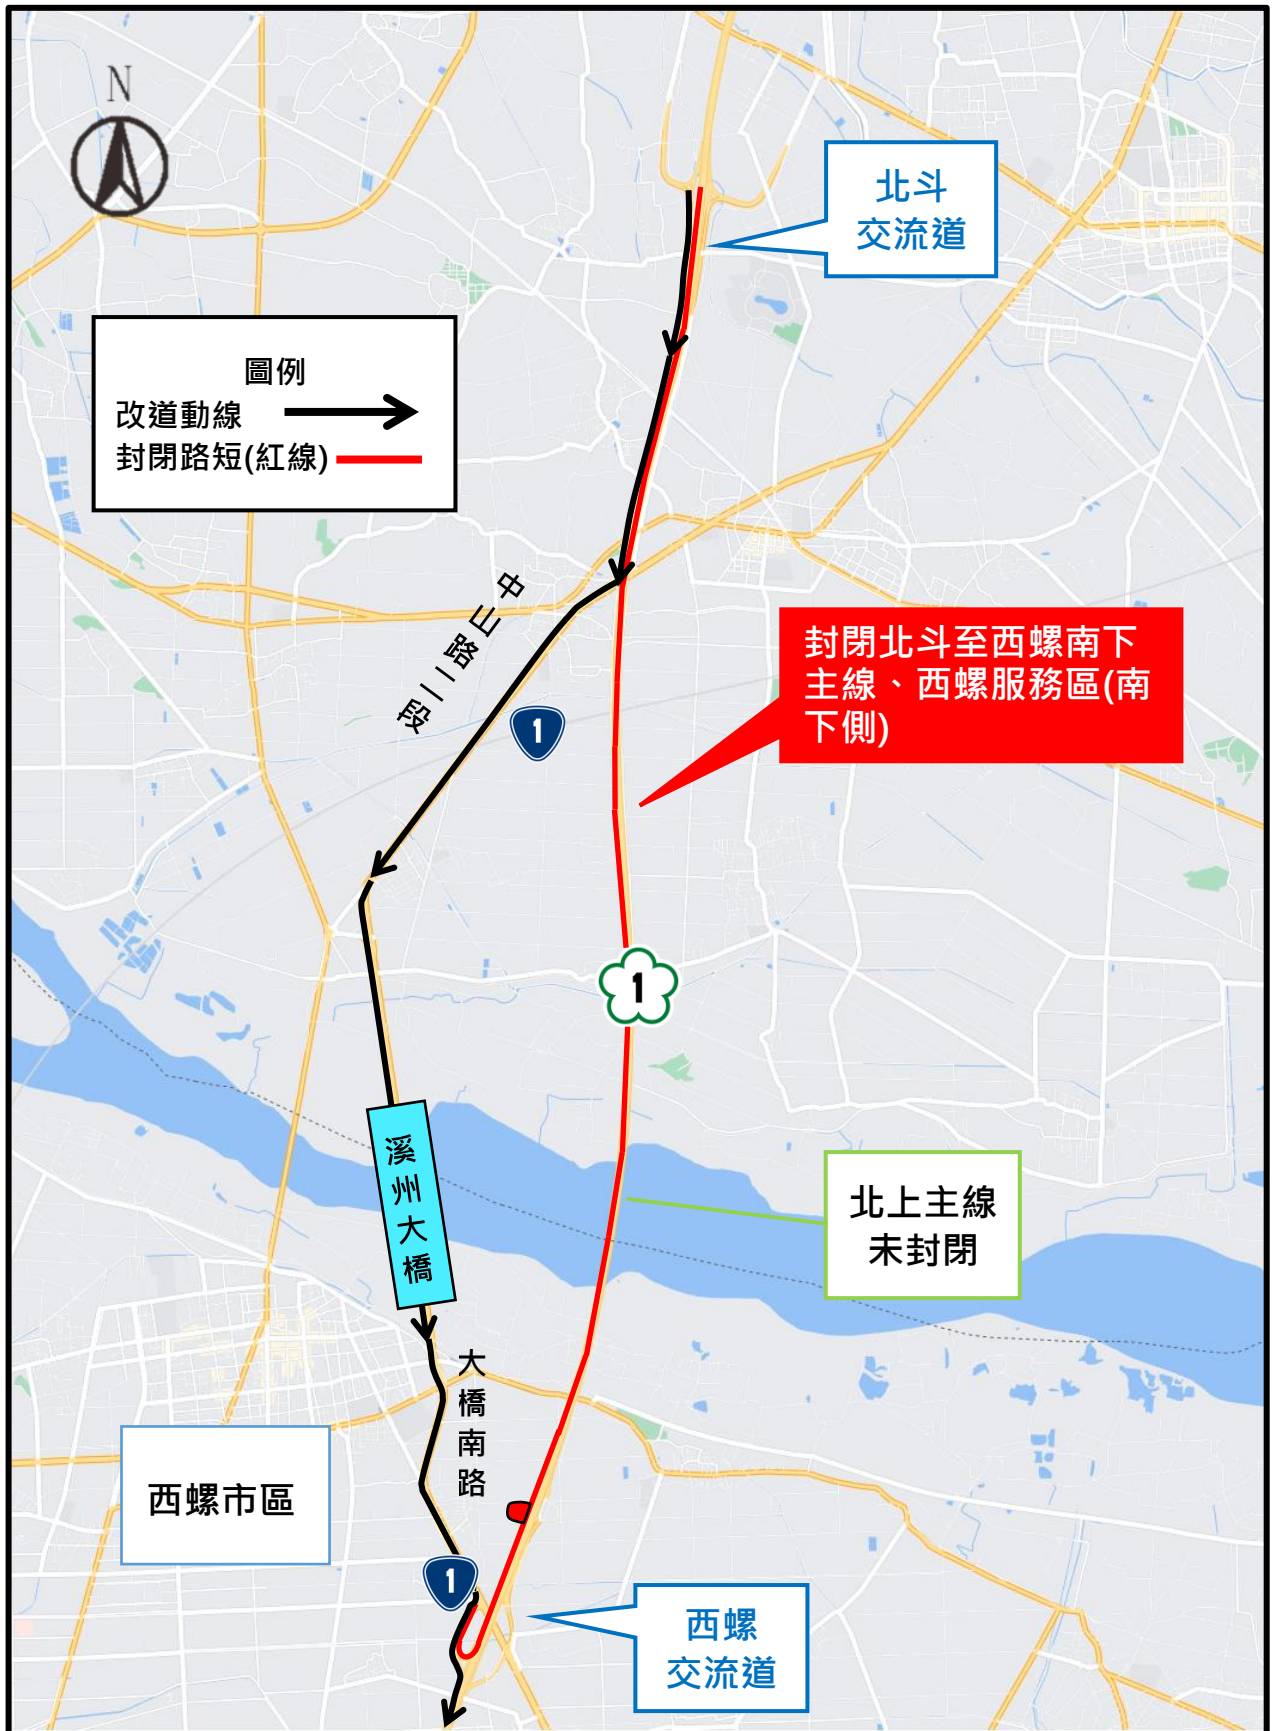 N
北斗
交流道
圖例
改道動線
封閉路短(紅線)
中山路二段
1
封閉北斗至西螺南下
主線、西螺服務區(南
下側)
1
溪州大橋
北上主線
未封閉
大橋南路
西螺市區
1
西螺
交流道